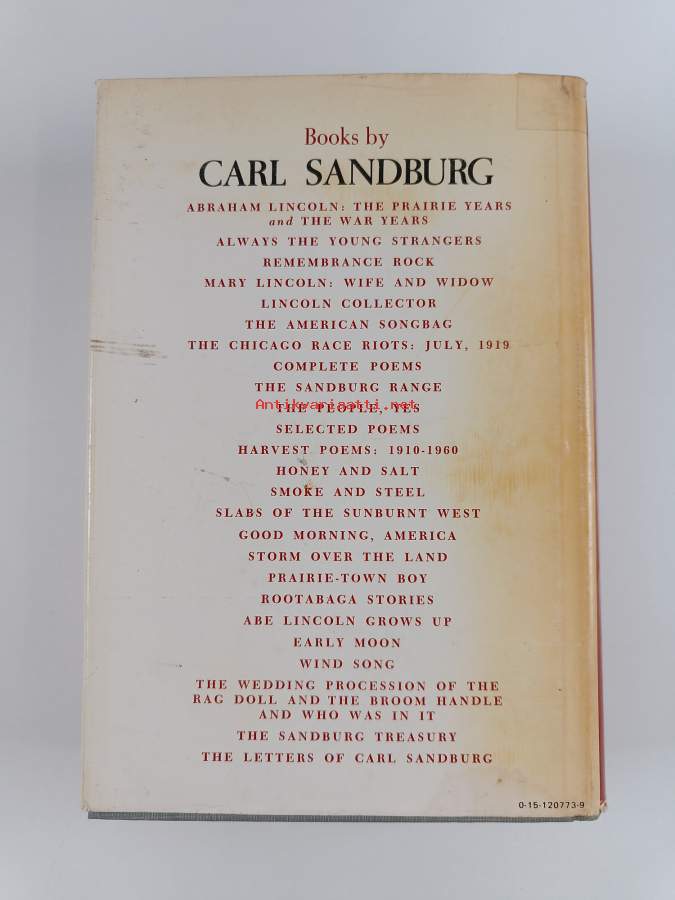 Books by
CARL SANDBURG
ABRAHAM LINCOLN: THE PRAIRIE YEARS
and THE WAR YEARS
ALWAYS THE YOUNG STRANGERS
REMEMBRANCE ROCK
MARY LINCOLN: WIFE AND WIDOW
LINCOLN COLLECTOR
THE AMERICAN SONGBAG
THE CHICAGO RACE RIOTS: JULY, 1919
COMPLETE POEMS
THE SANDBURG RANGE
Antikvariaatti.net
THE PEOPLE, YES
SELECTED POEMS
HARVEST POEMS: 1910-1960
HONEY AND SALT
SMOKE AND STEEL
SLABS OF THE SUNBURNT WEST
GOOD MORNING, AMERICA
STORM OVER THE LAND
PRAIRIE-TOWN BOY
ROOTABAGA STORIES
ABE LINCOLN GROWS UP
EARLY MOON
WIND SONG
THE WEDDING PROCESSION OF THE
RAG DOLL AND THE BROOM HANDLE
AND WHO WAS IN IT
THE SANDBURG TREASURY
THE LETTERS OF CARL SANDBURG
0-15-120773-9